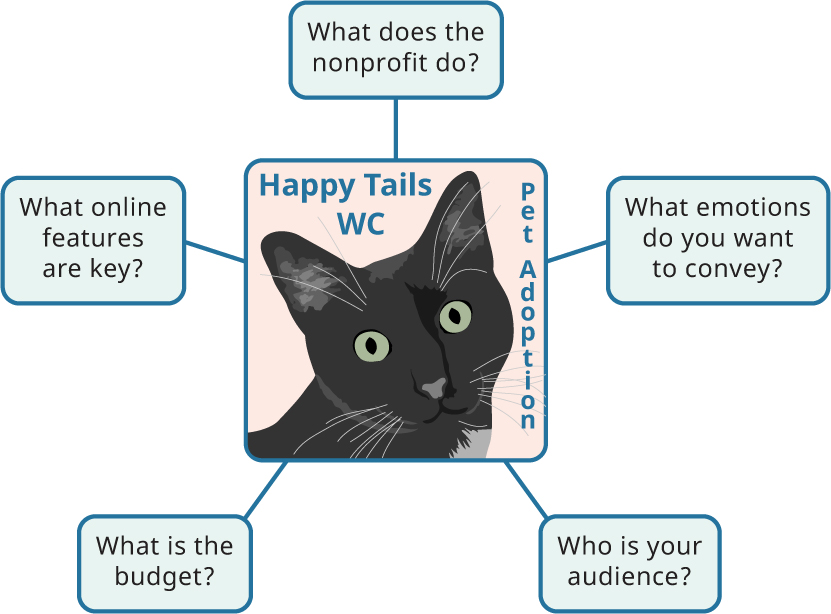 What does the
nonprofit do?
Happy Tails
WC
Pet Adoption
What online
features
are key?
What emotions
do you want
to convey?
What is the
budget?
Who is your
audience?